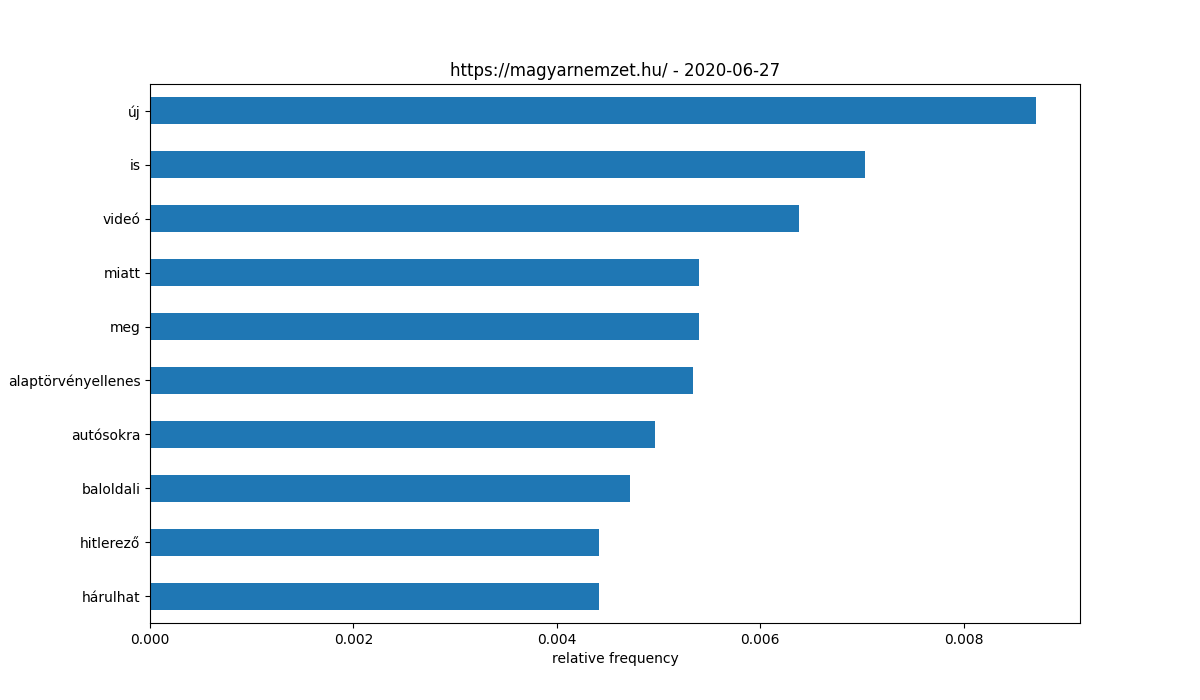 https://magyarnemzet.hu/ - 2020-06-27
új
is
videó
miatt
meg
alaptörvényellenes
autósokra
baloldali
hitlerező
hárulhat
0.000 0.002 0.004 0.006 0.008
relative frequency